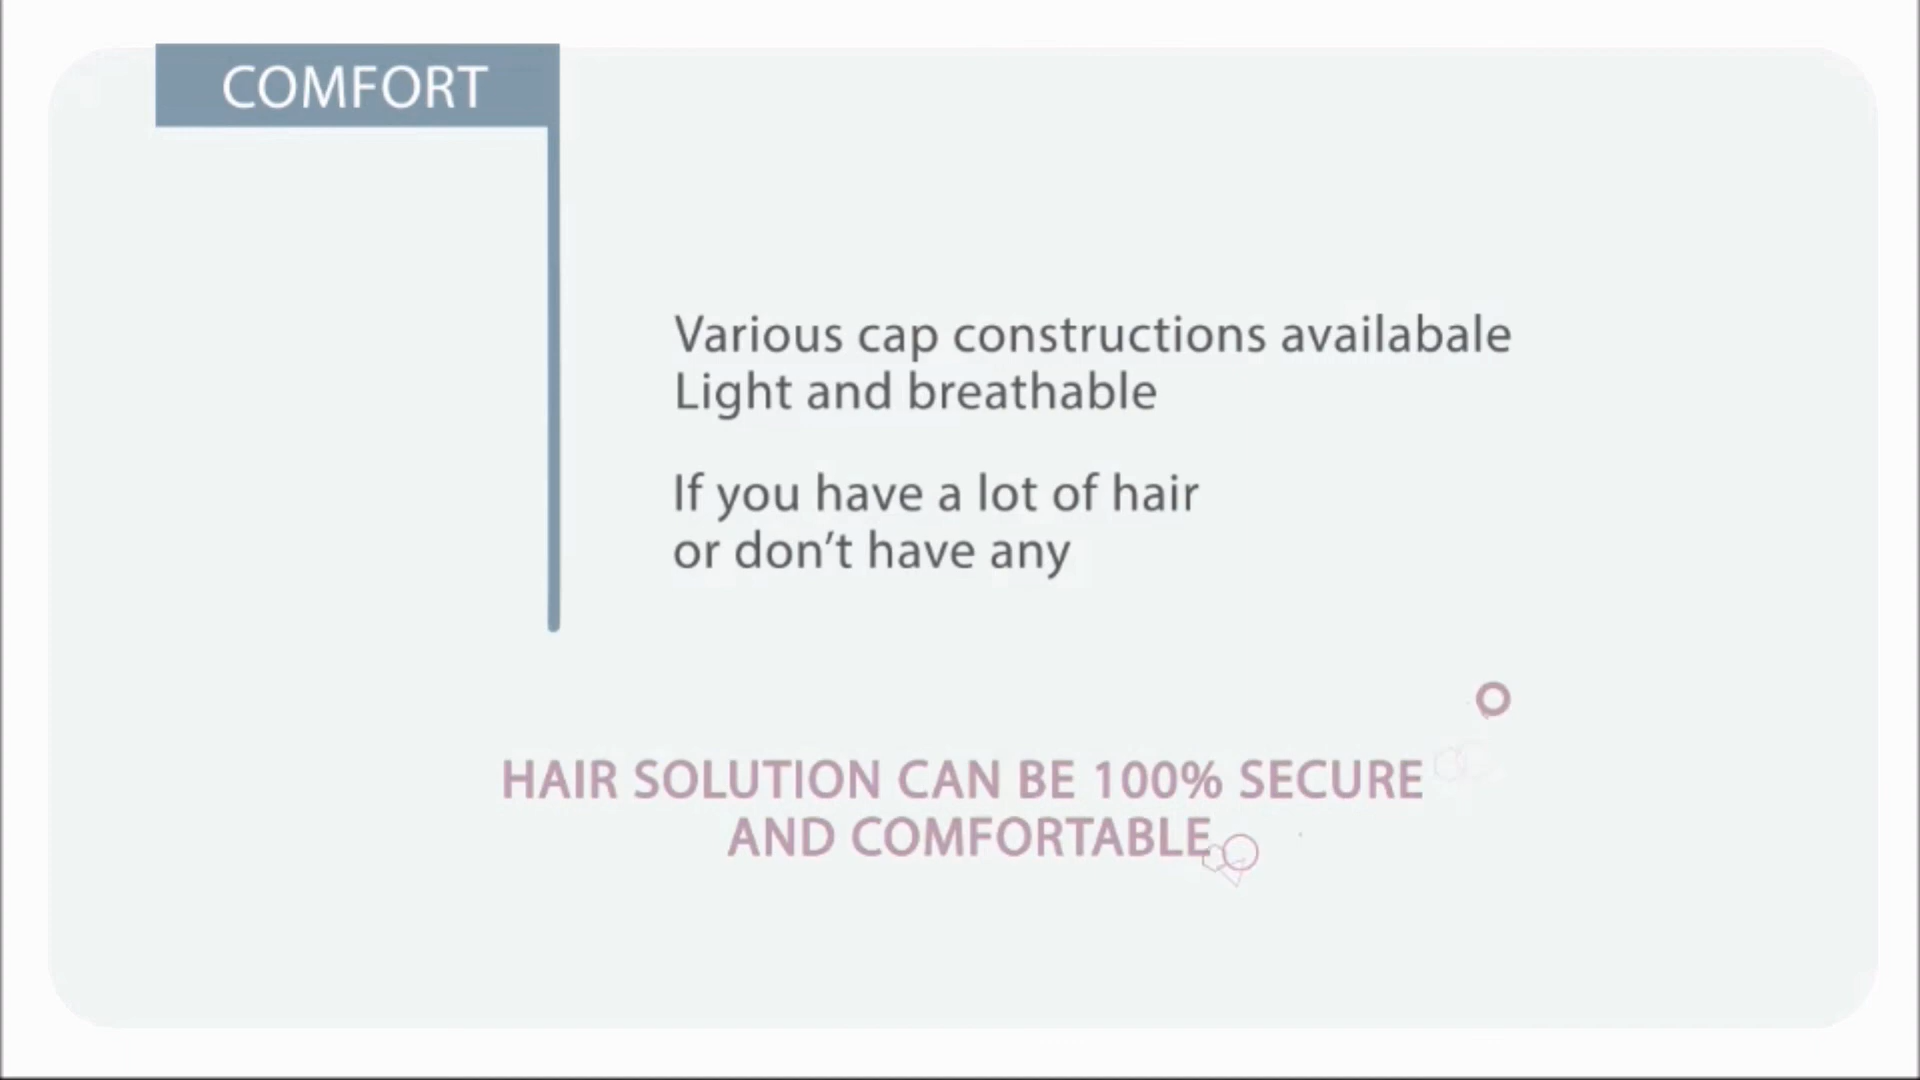 COMFORT
Various cap constructions availabale
Light and breathable
If you have a lot of hair
or don’t have any
HAIR SOLUTION CAN BE 100% SECURE
AND COMFORTABLE